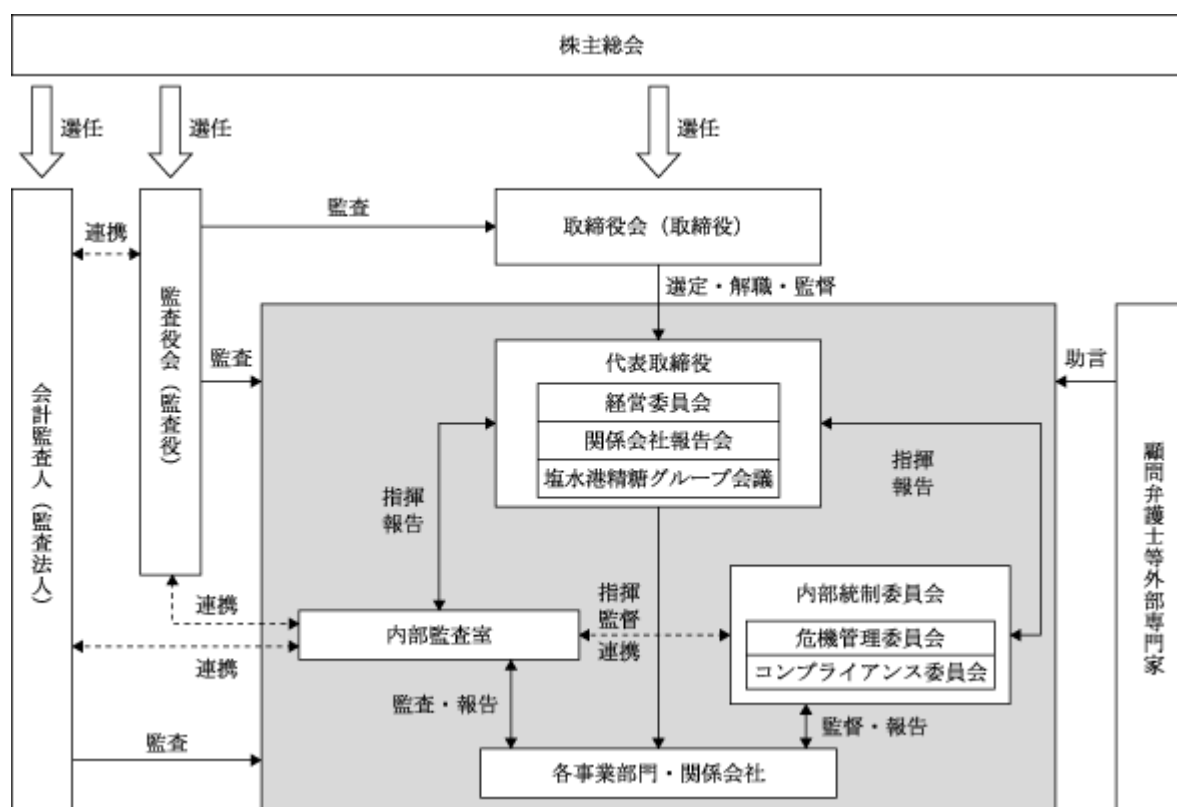 株主総会
選任
選任
選任
監査
取締役会（取締役）
連携
選定・解職・監督
監査役会（監査役）
監査
代表取締役
経営委員会
関係会社報告会
塩水港精糖グループ会議
助言
会計監査人（監査法人）
顧問弁護士等外部専門家
指揮
報告
指揮
報告
連携
連携
内部監査室
指揮
監督
連携
内部統制委員会
危機管理委員会
コンプライアンス委員会
監査・報告
監督・報告
監査
各事業部門・関係会社